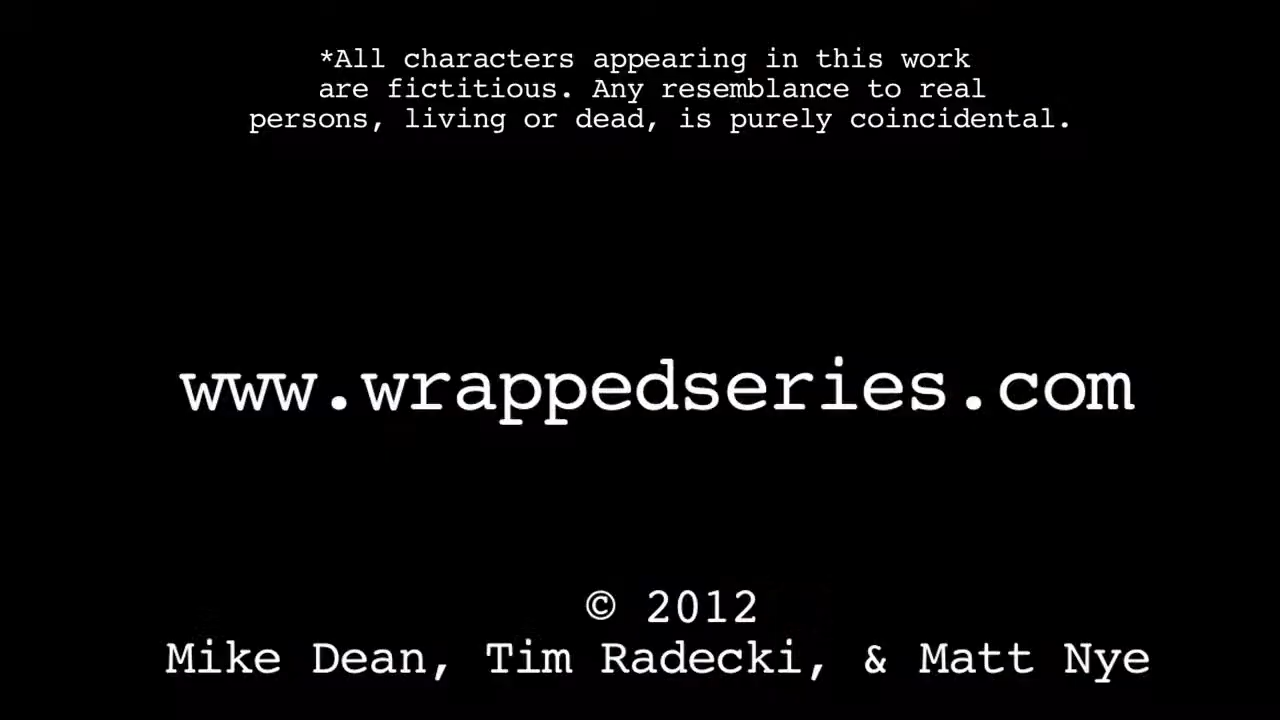 *All characters appearing in this work
are fictitious. Any resemblance to real
persons, living or dead, is purely coincidental.
www.wrappedseries.com
© 2012
Mike Dean, Tim Radecki, & Matt Nye